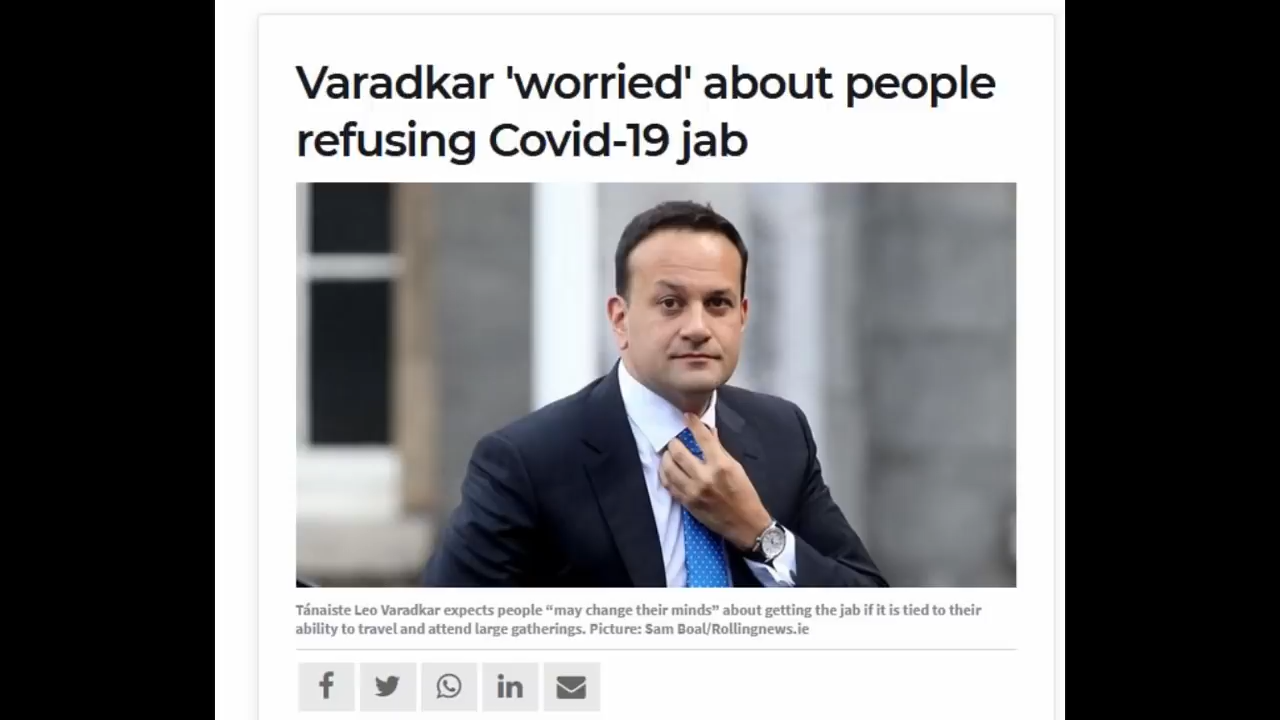 Varadkar 'worried' about people
refusing Covid-19 jab
Tánaiste Leo Varadkar expects people “may change their minds” about getting the jab if it is tied to their
ability to travel and attend large gatherings. Picture: Sam Boal/Rollingnews.ie